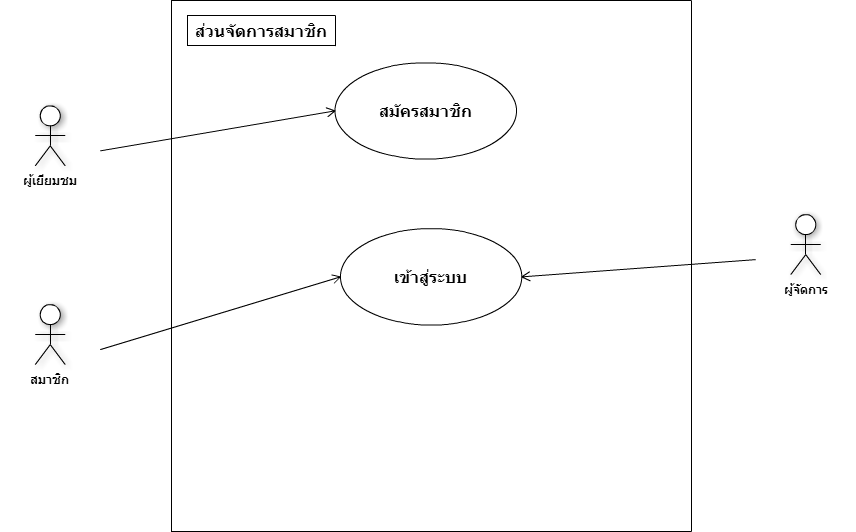 ส่วนจัดการสมาชิก
สมัครสมาชิก
ผู้เยี่ยมชม
เข้าสู่ระบบ
ผู้จัดการ
สมาชิก